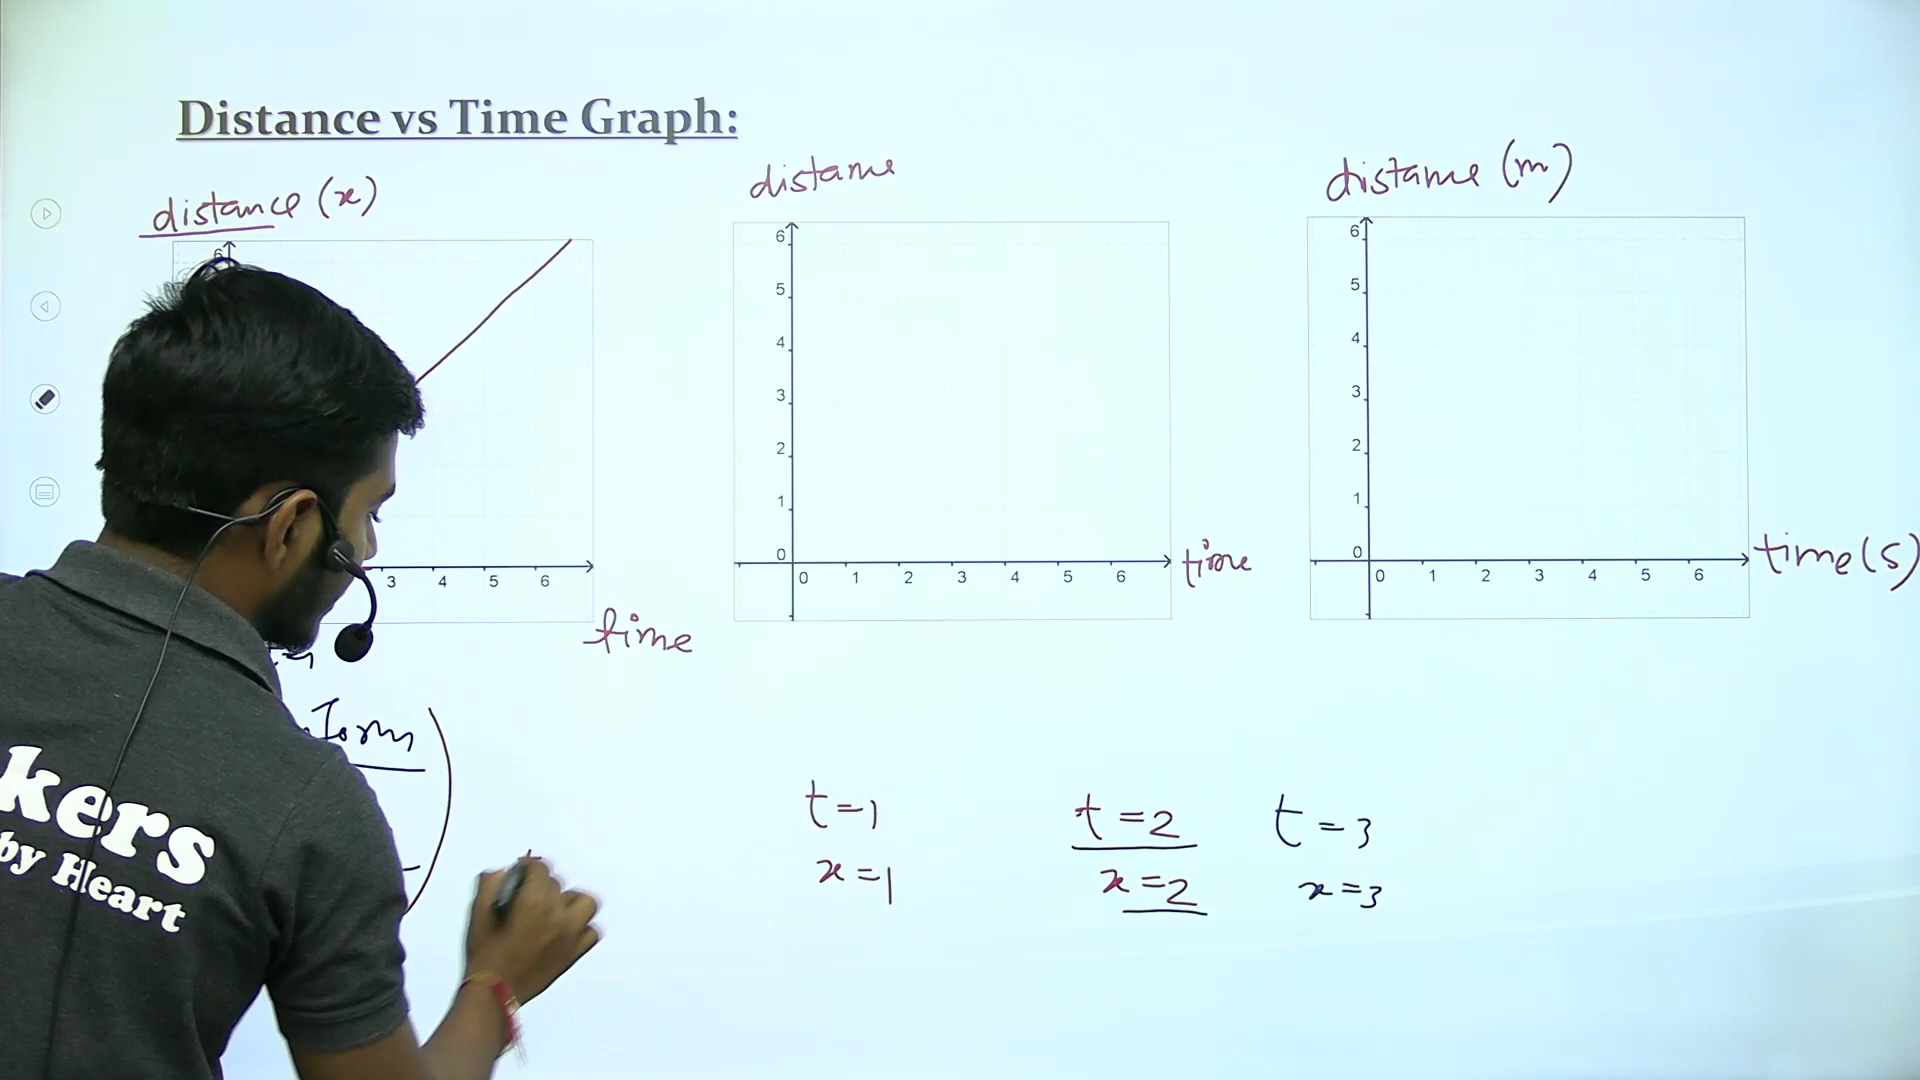 Distance vs Time Graph:
distance (x)
distance
distance (m)
6
3 4 5 6
time
6
5
4
3
2
1
0
0 1 2 3 4 5 6
time
6
5
4
3
2
1
0
0 1 2 3 4 5 6
time (s)
t=1
x=1
t=2
x=2
t=3
x=3
kers
by Heart